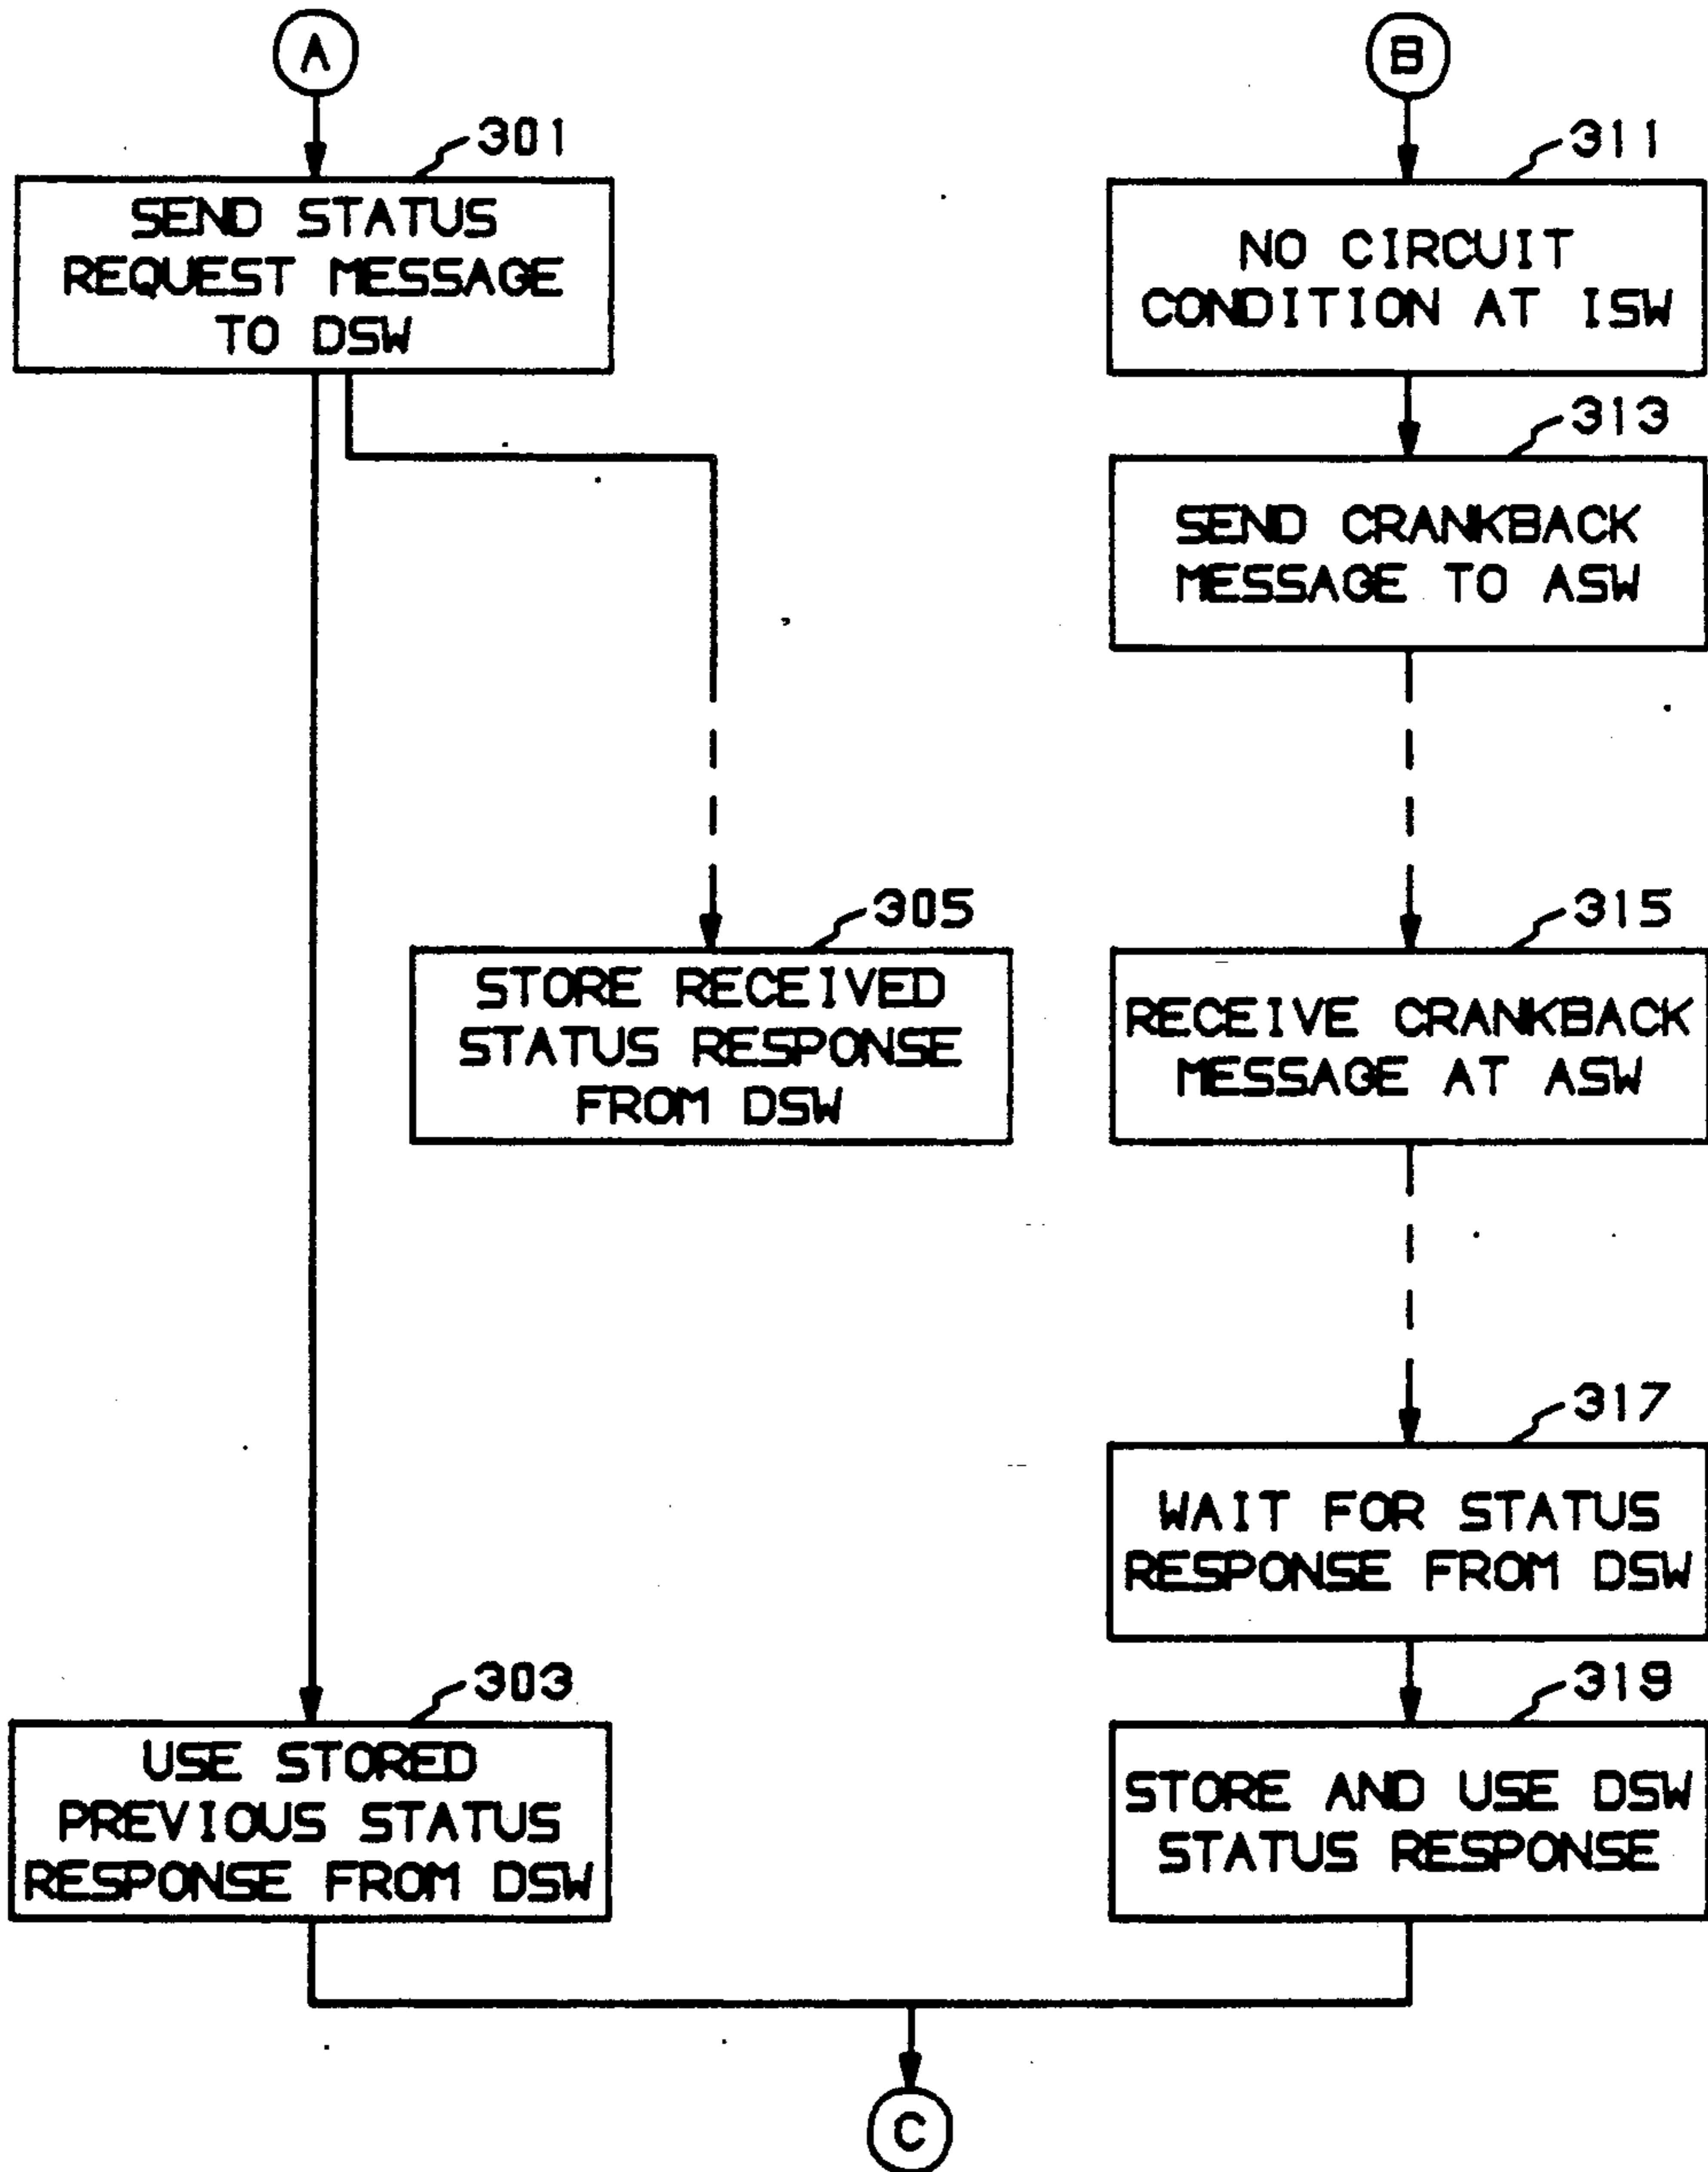 A
301
SEND STATUS
REQUEST MESSAGE
TO DSW
305
STORE RECEIVED
STATUS RESPONSE
FROM DSW
303
USE STORED
PREVIOUS STATUS
RESPONSE FROM DSW
B
311
NO CIRCUIT
CONDITION AT ISW
313
SEND CRANKBACK
MESSAGE TO ASW
315
RECEIVE CRANKBACK
MESSAGE AT ASW
317
WAIT FOR STATUS
RESPONSE FROM DSW
319
STORE AND USE DSW
STATUS RESPONSE
C